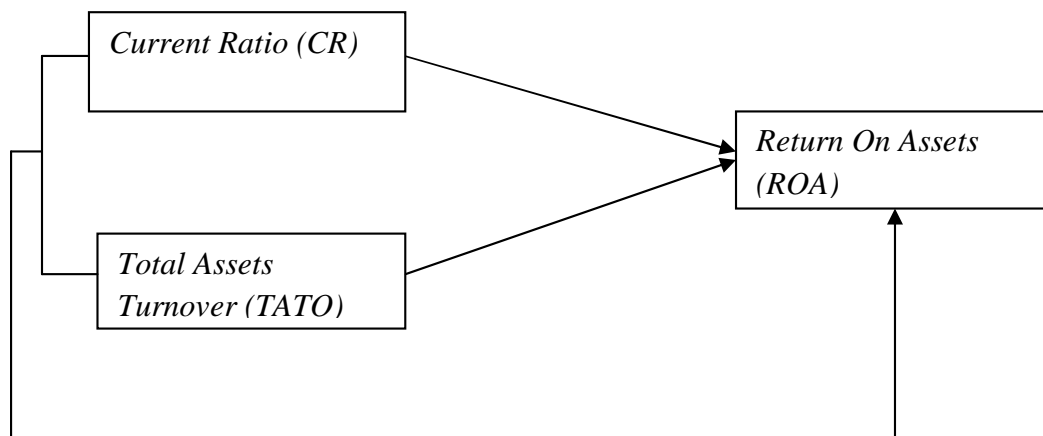 Current Ratio (CR)
Return On Assets
(ROA)
Total Assets
Turnover (TATO)